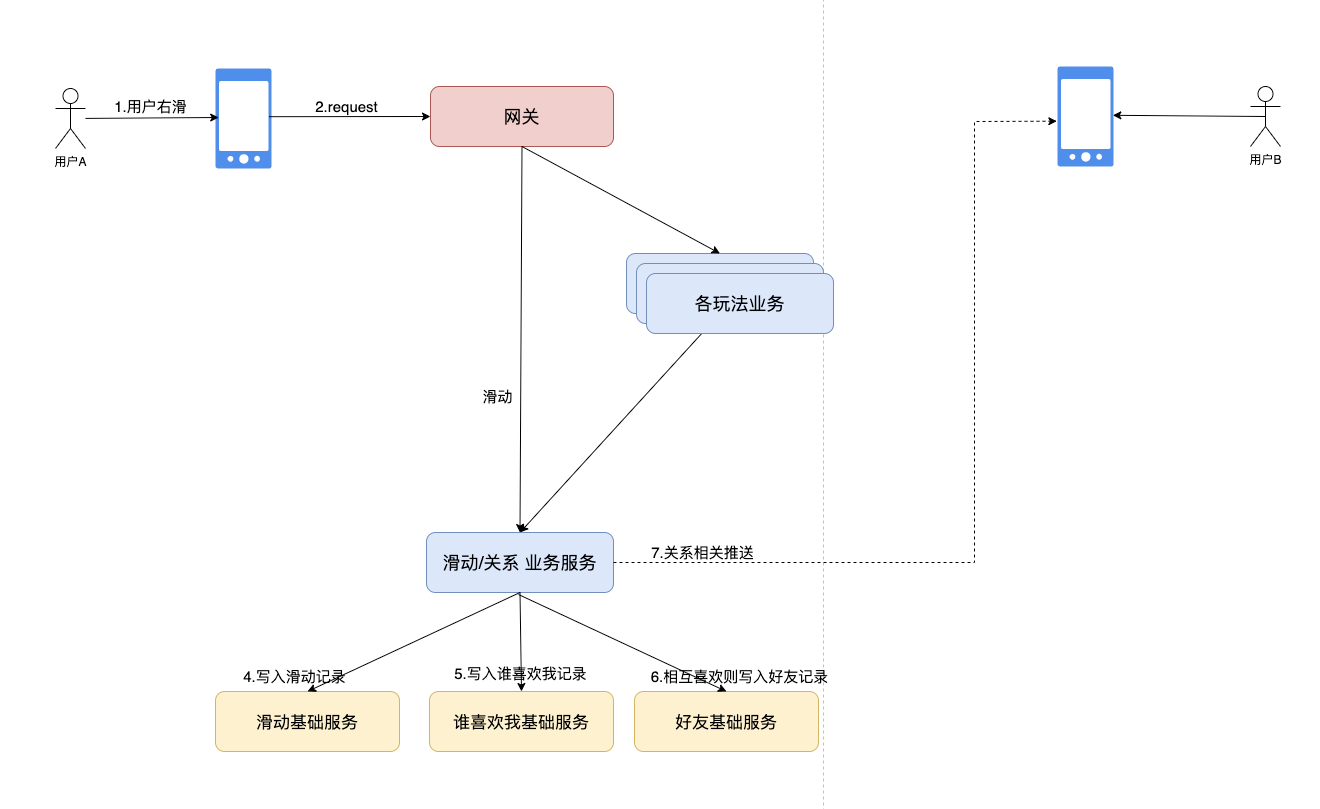 1.用户右滑
2.request
网关
用户A
用户B
各玩法业务
滑动
滑动/关系 业务服务
7.关系相关推送
4.写入滑动记录
5.写入谁喜欢我记录
6.相互喜欢则写入好友记录
滑动基础服务
谁喜欢我基础服务
好友基础服务